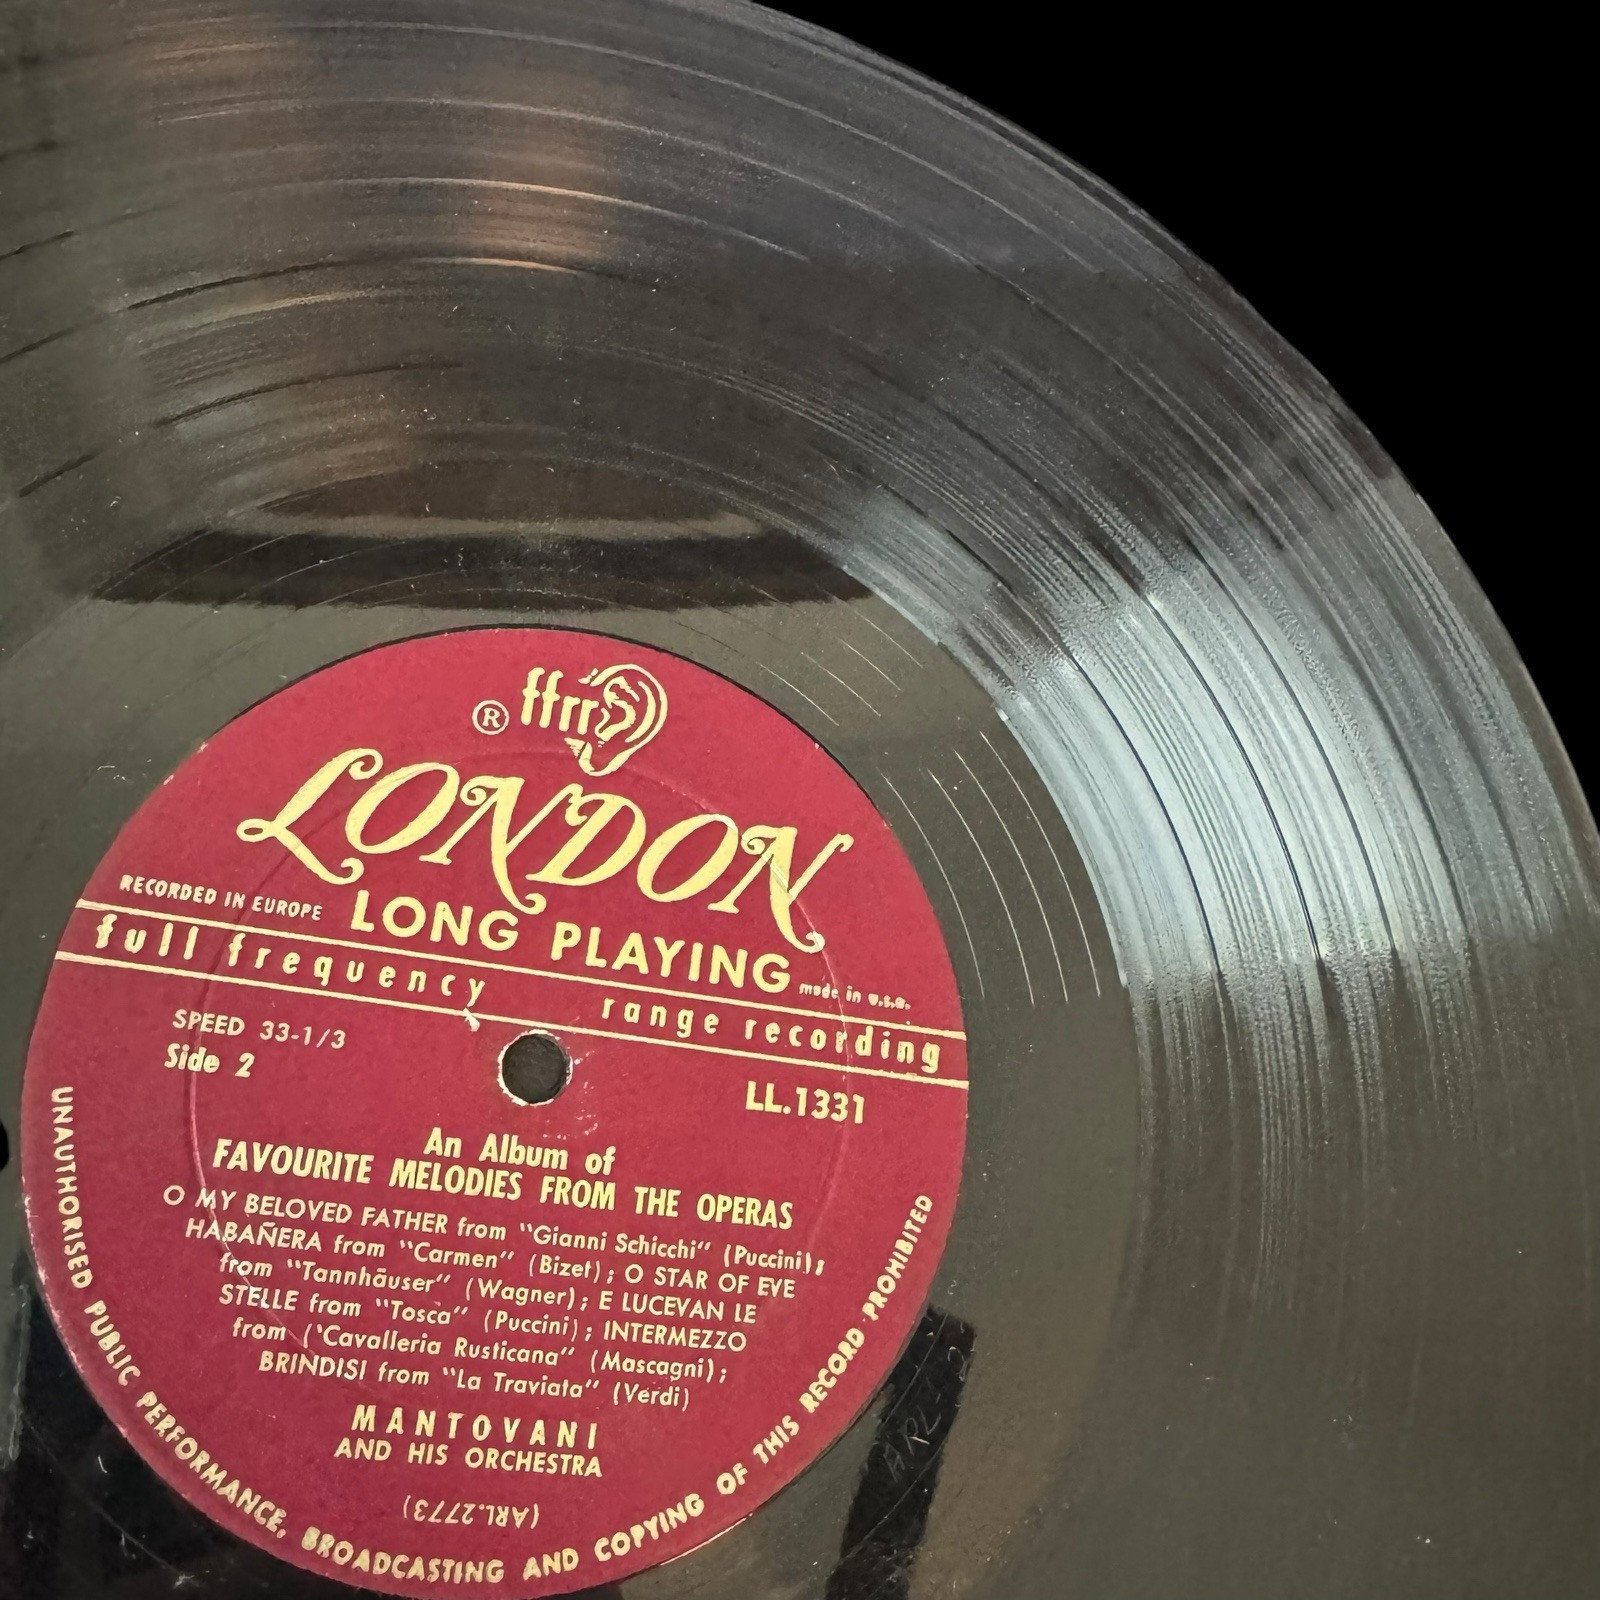 ® ffrr
LONDON
RECORDED IN EUROPE LONG PLAYING made in U.S.A.
full frequency range recording
SPEED 33-1/3
Side 2
LL.1331
An Album of
FAVOURITE MELODIES FROM THE OPERAS
O MY BELOVED FATHER from "Gianni Schicchi" (Puccini);
HABAÑERA from "Carmen" (Bizet); O STAR OF EVE
from "Tannhäuser" (Wagner); E LUCEVAN LE
STELLE from "Tosca" (Puccini); INTERMEZZO
from ('Cavalleria Rusticana" (Mascagni);
BRINDISI from "La Traviata" (Verdi)
MANTOVANI
AND HIS ORCHESTRA
(ARL.2773)
UNAUTHORISED PUBLIC PERFORMANCE, BROADCASTING AND COPYING OF THIS RECORD PROHIBITED